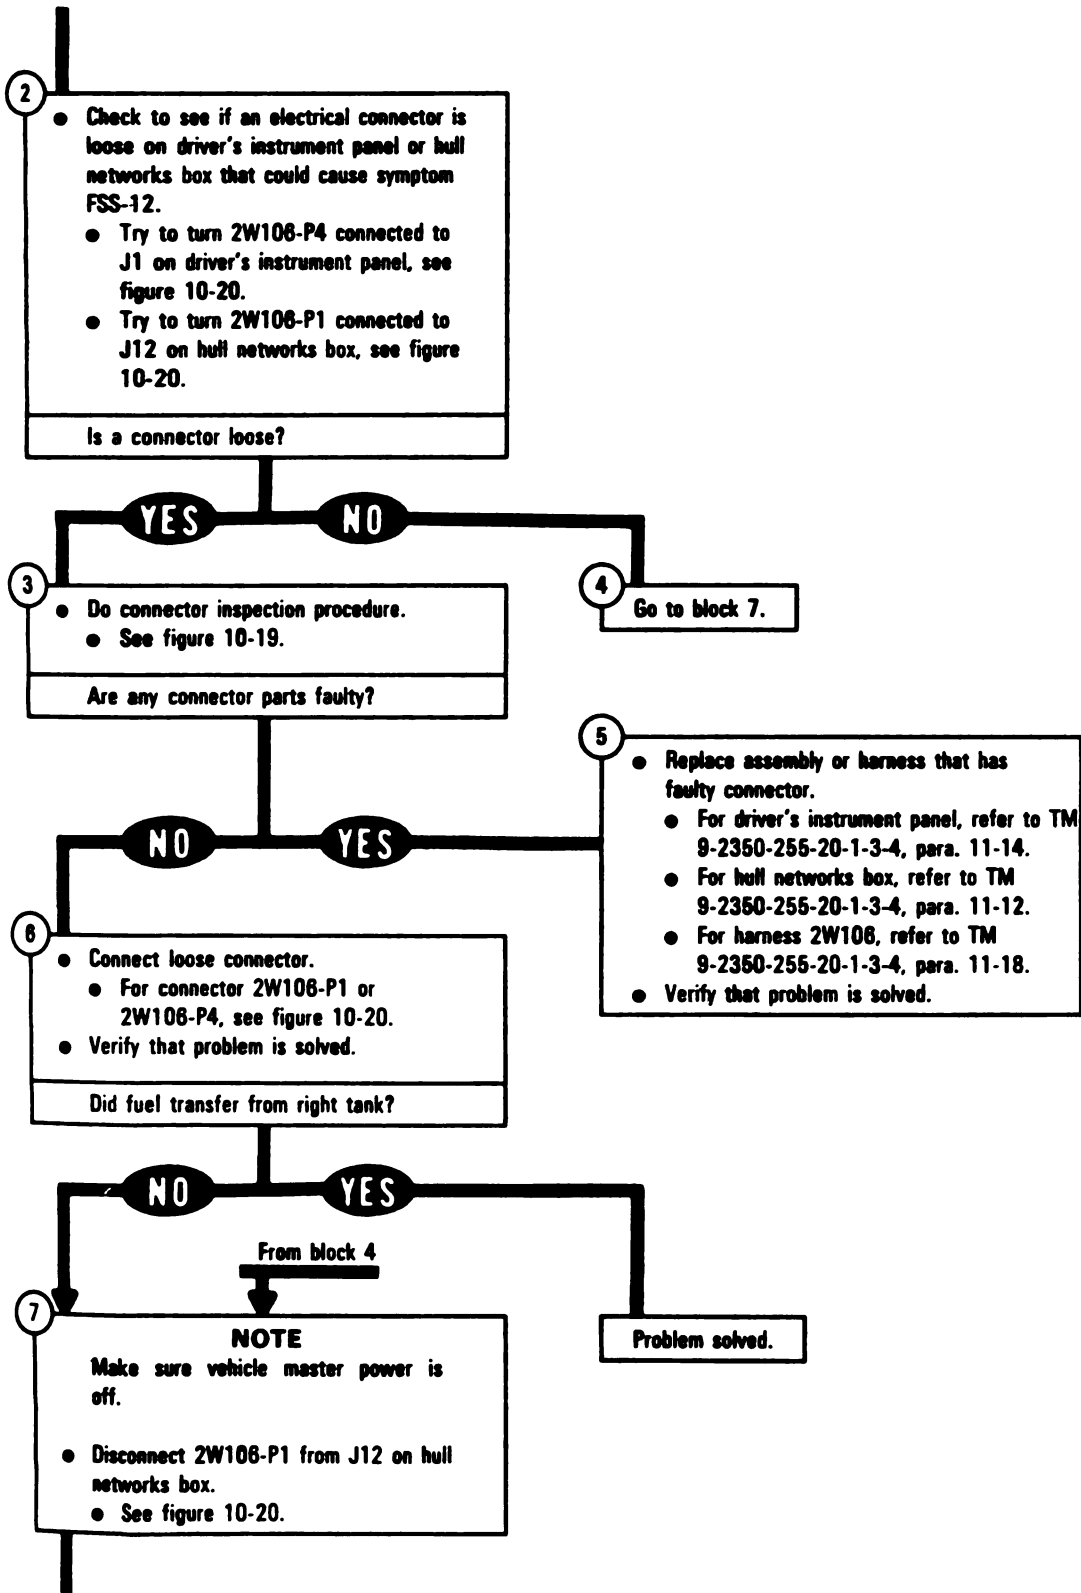 2
● Check to see if an electrical connector is
loose on driver's instrument panel or hull
networks box that could cause symptom
FSS-12.
● Try to turn 2W106-P4 connected to
J1 on driver's instrument panel, see
figure 10-20.
● Try to turn 2W106-P1 connected to
J12 on hull networks box, see figure
10-20.
Is a connector loose?
YES
NO
3
● Do connector inspection procedure.
● See figure 10-19.
Are any connector parts faulty?
4
Go to block 7.
NO
YES
5
● Replace assembly or harness that has
faulty connector.
● For driver's instrument panel, refer to TM
9-2350-255-20-1-3-4, para. 11-14.
● For hull networks box, refer to TM
9-2350-255-20-1-3-4, para. 11-12.
● For harness 2W106, refer to TM
9-2350-255-20-1-3-4, para. 11-18.
● Verify that problem is solved.
6
● Connect loose connector.
● For connector 2W106-P1 or
2W106-P4, see figure 10-20.
● Verify that problem is solved.
Did fuel transfer from right tank?
NO
YES
From block 4
7
NOTE
Make sure vehicle master power is
off.
● Disconnect 2W106-P1 from J12 on hull
networks box.
● See figure 10-20.
Problem solved.